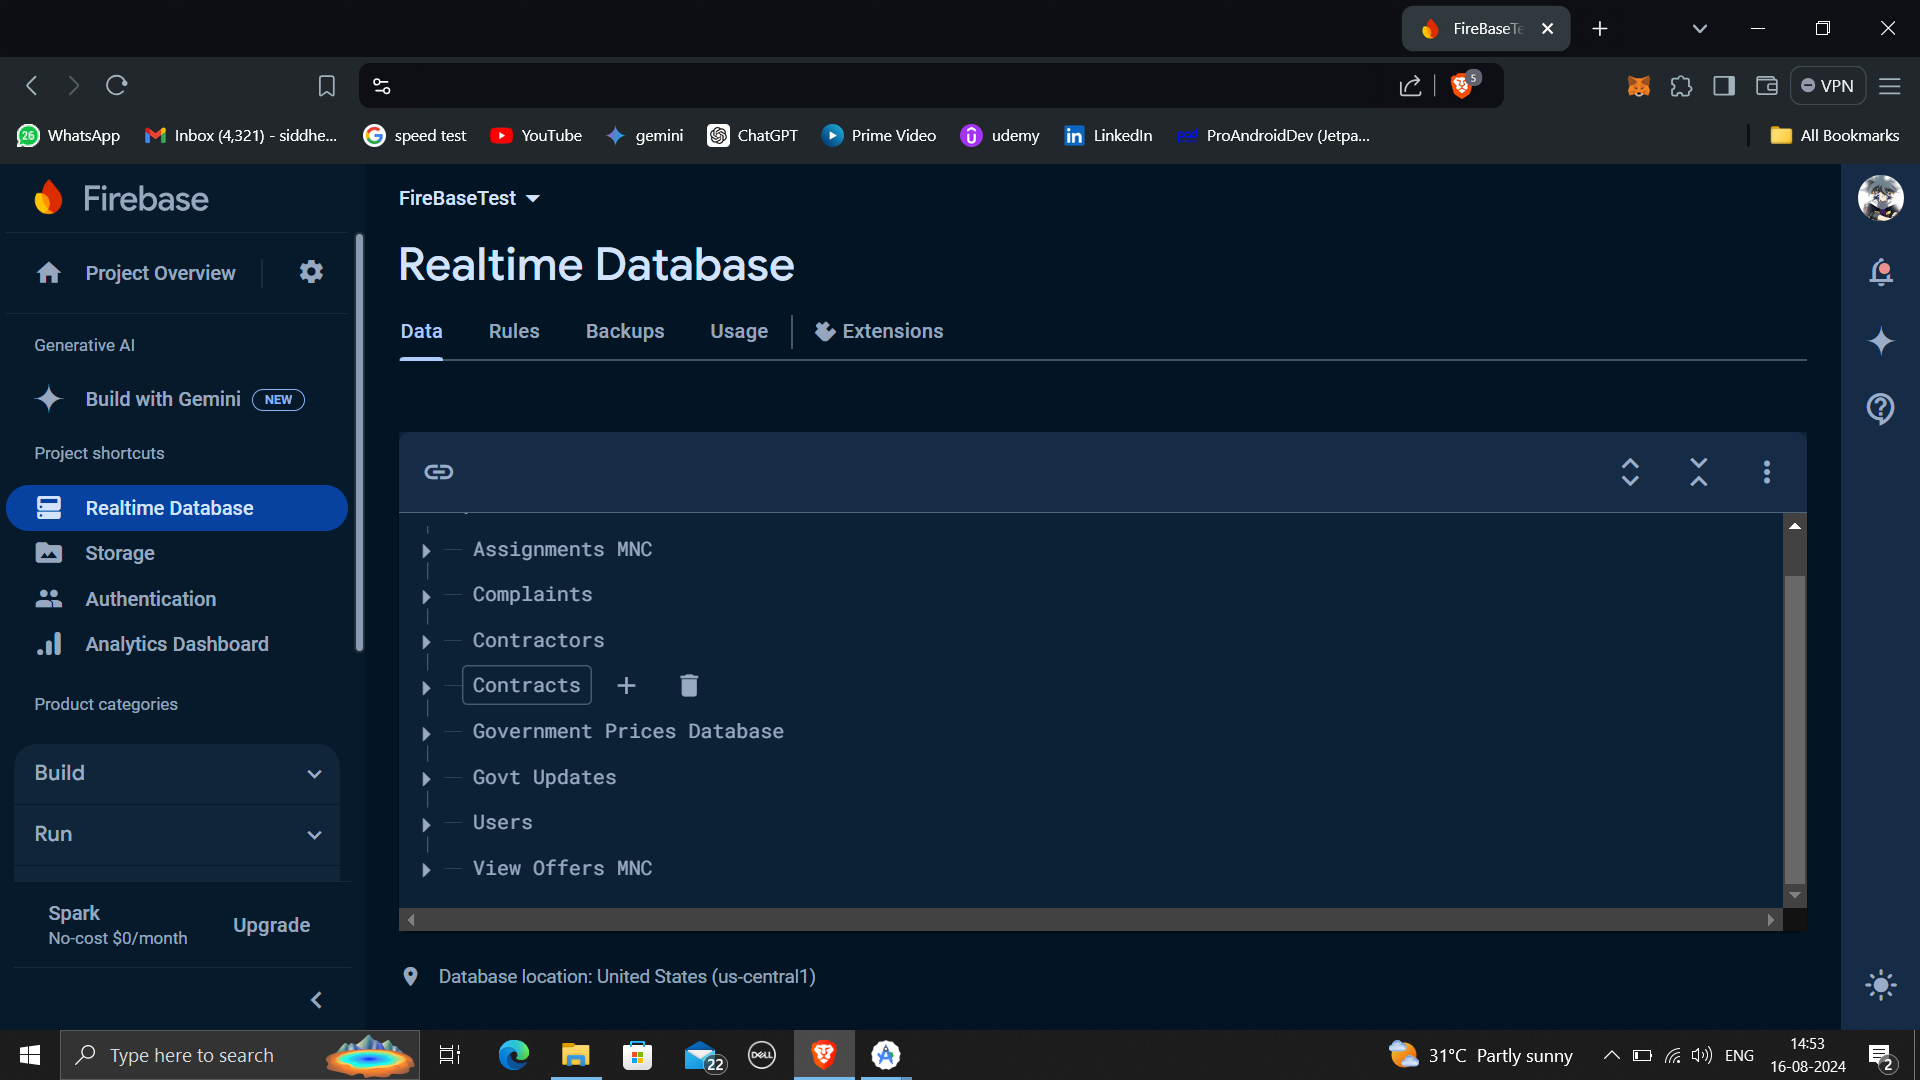 FireBaseTe
5
VPN
26
WhatsApp
Inbox (4,321) - siddhe...
speed test
YouTube
gemini
ChatGPT
Prime Video
udemy
in
LinkedIn
pad
ProAndroidDev (Jetpa...
All Bookmarks
Firebase
FireBaseTest
Project Overview
Realtime Database
Data
Rules
Backups
Usage
Extensions
Generative AI
Build with Gemini
NEW
Project shortcuts
Realtime Database
Storage
Authentication
Analytics Dashboard
Product categories
Build
Run
Spark
No-cost $0/month
Upgrade
Assignments MNC
Complaints
Contractors
Contracts
Government Prices Database
Govt Updates
Users
View Offers MNC
Database location: United States (us-central1)
Type here to search
22
DELL
31°C Partly sunny
ENG
14:53
16-08-2024
2